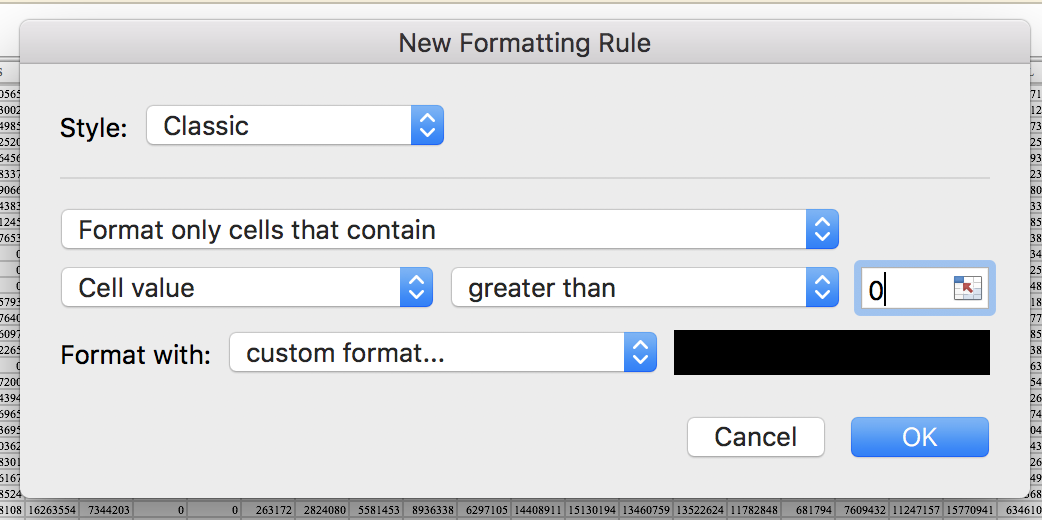 New Formatting Rule
Style: Classic
Format only cells that contain
Cell value greater than 0
Format with: custom format...
Cancel OK
8108 16263554 7344203 0 0 263172 2824080 5581453 8936338 6297105 14408911 15130194 13460759 13522624 11782848 681794 7609432 11247157 15770941 634610